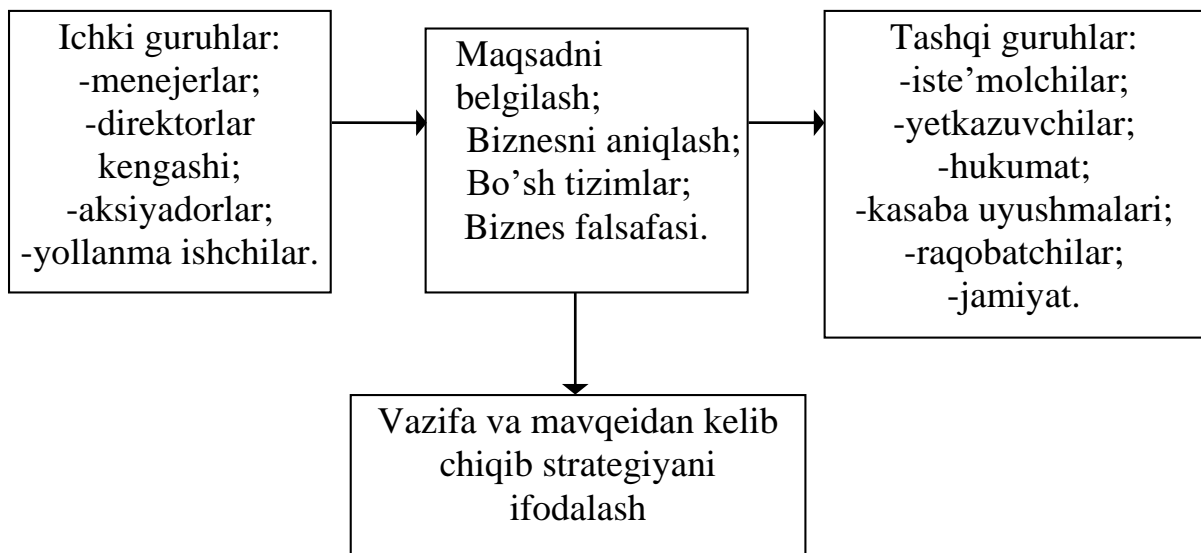 Ichki guruhlar:
-menejerlar;
-direktorlar
kengashi;
-aksiyadorlar;
-yollanma ishchilar.
Maqsadni
belgilash;
Biznesni aniqlash;
Bo’sh tizimlar;
Biznes falsafasi.
Tashqi guruhlar:
-iste’molchilar;
-yetkazuvchilar;
-hukumat;
-kasaba uyushmalari;
-raqobatchilar;
-jamiyat.
Vazifa va mavqeidan kelib
chiqib strategiyani
ifodalash